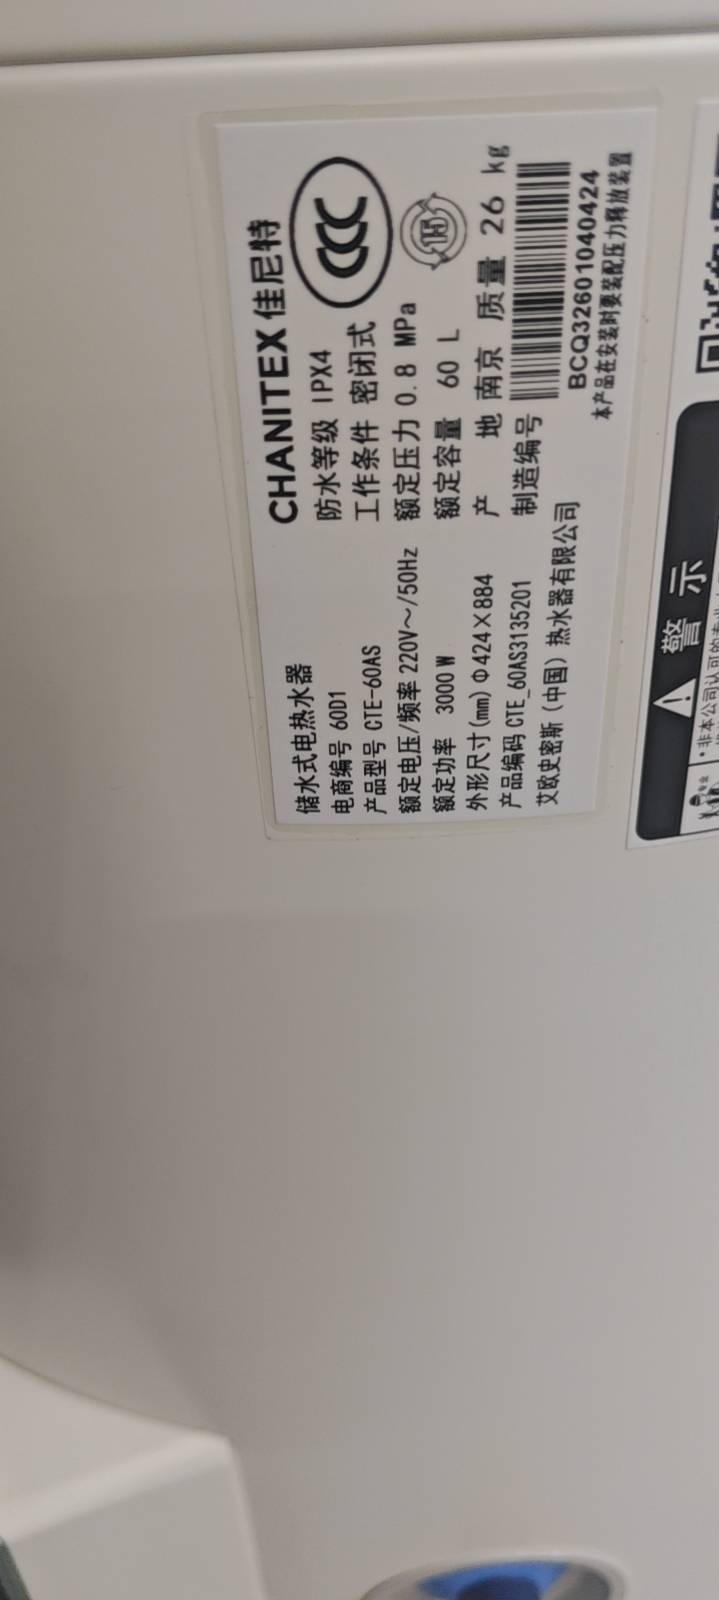 储水式电热水器
电商编号 60D1
产品型号 CTE-60AS
额定电压/频率 220V～/50Hz
额定功率 3000 W
外形尺寸(mm) Φ424×884
产品编码 CTE_60AS3135201
艾欧史密斯（中国）热水器有限公司
CHANITEX 佳尼特
防水等级 IPX4
工作条件 密闭式
额定压力 0.8 MPa
额定容量 60 L
产 地 南京 质量 26 kg
制造编号
BCQ32601040424
本产品在安装时要装配压力释放装置
CCC
15
警示